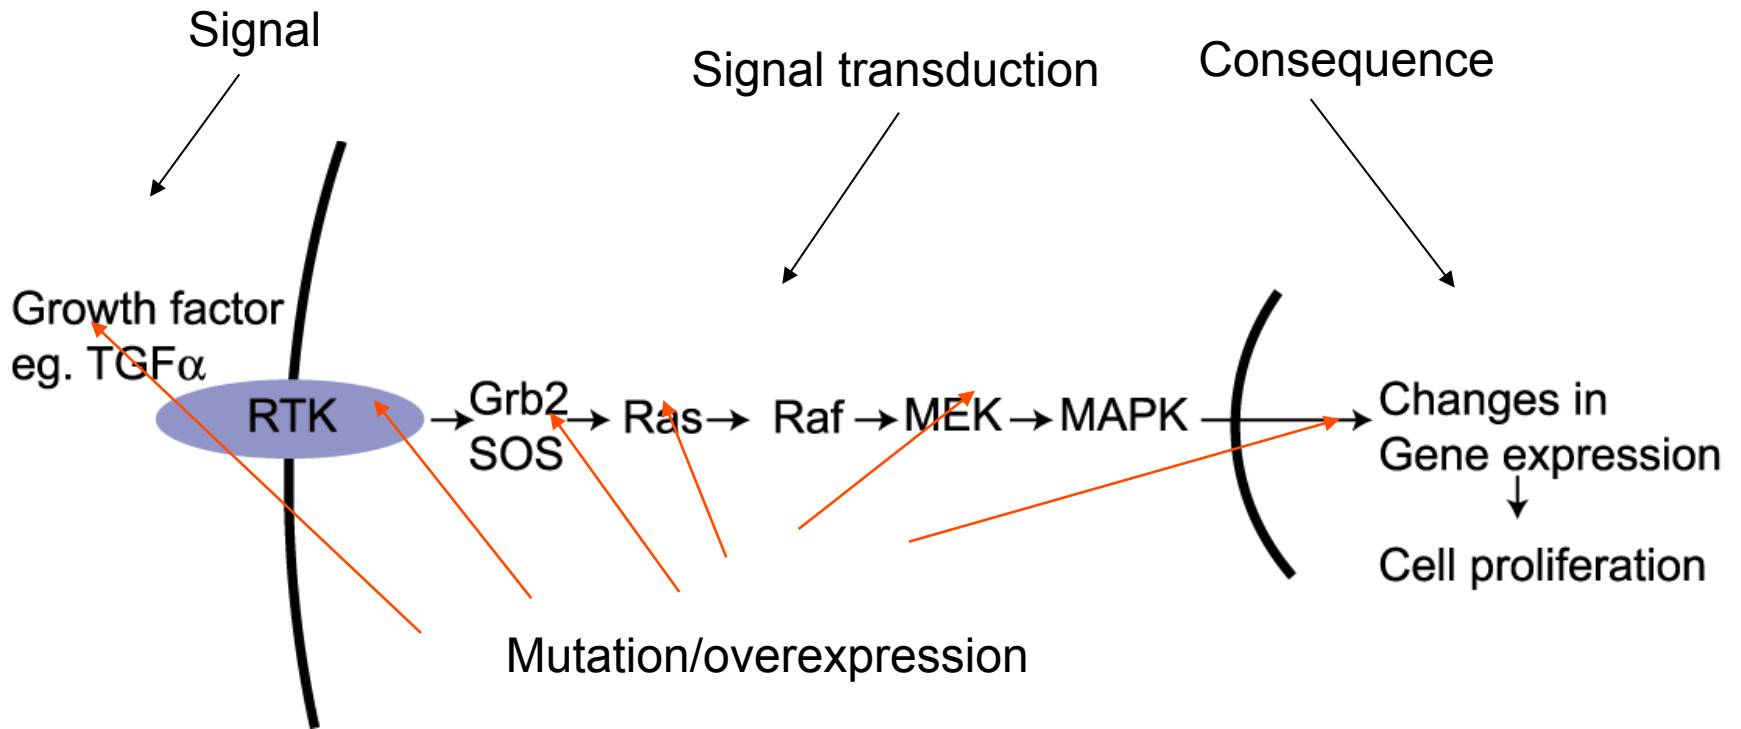 Signal
Signal transduction
Consequence
Growth factor
eg. TGFα
RTK
Grb2
SOS
Ras
Raf
MEK
MAPK
Changes in
Gene expression
Cell proliferation
Mutation/overexpression